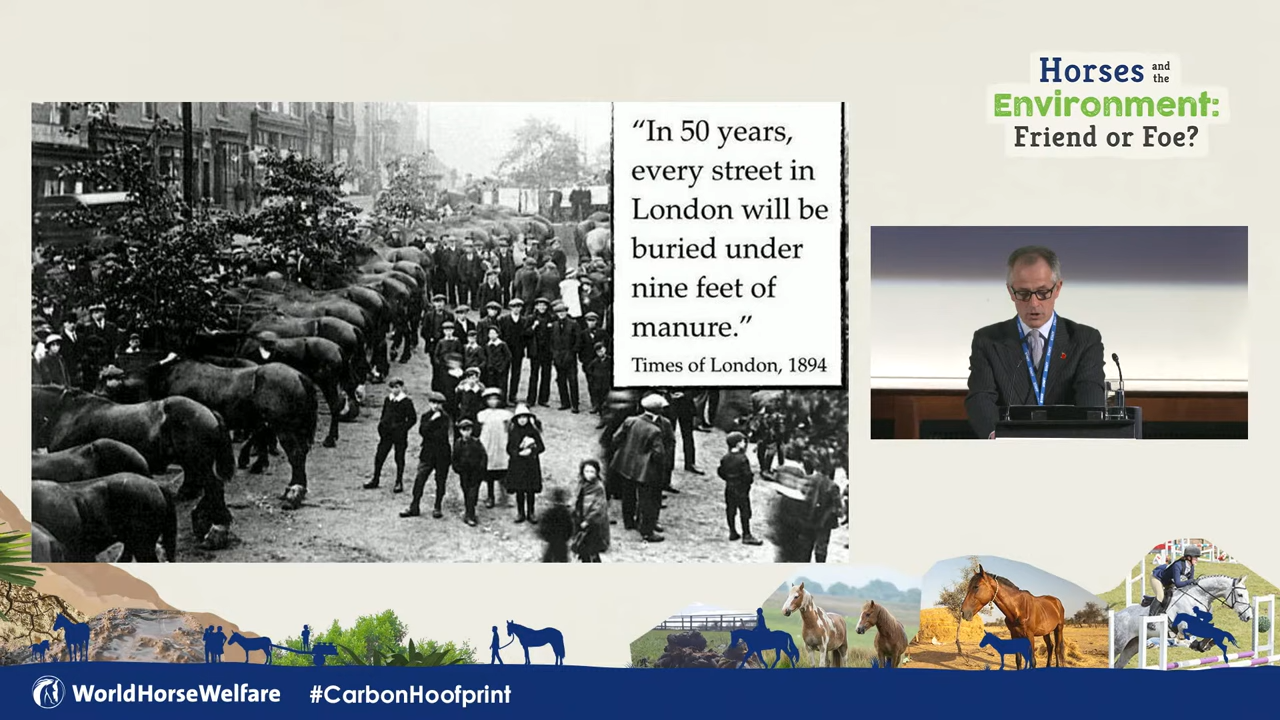 Horses and the
Environment:
Friend or Foe?
“In 50 years,
every street in
London will be
buried under
nine feet of
manure.”
Times of London, 1894
WorldHorseWelfare
#CarbonHoofprint